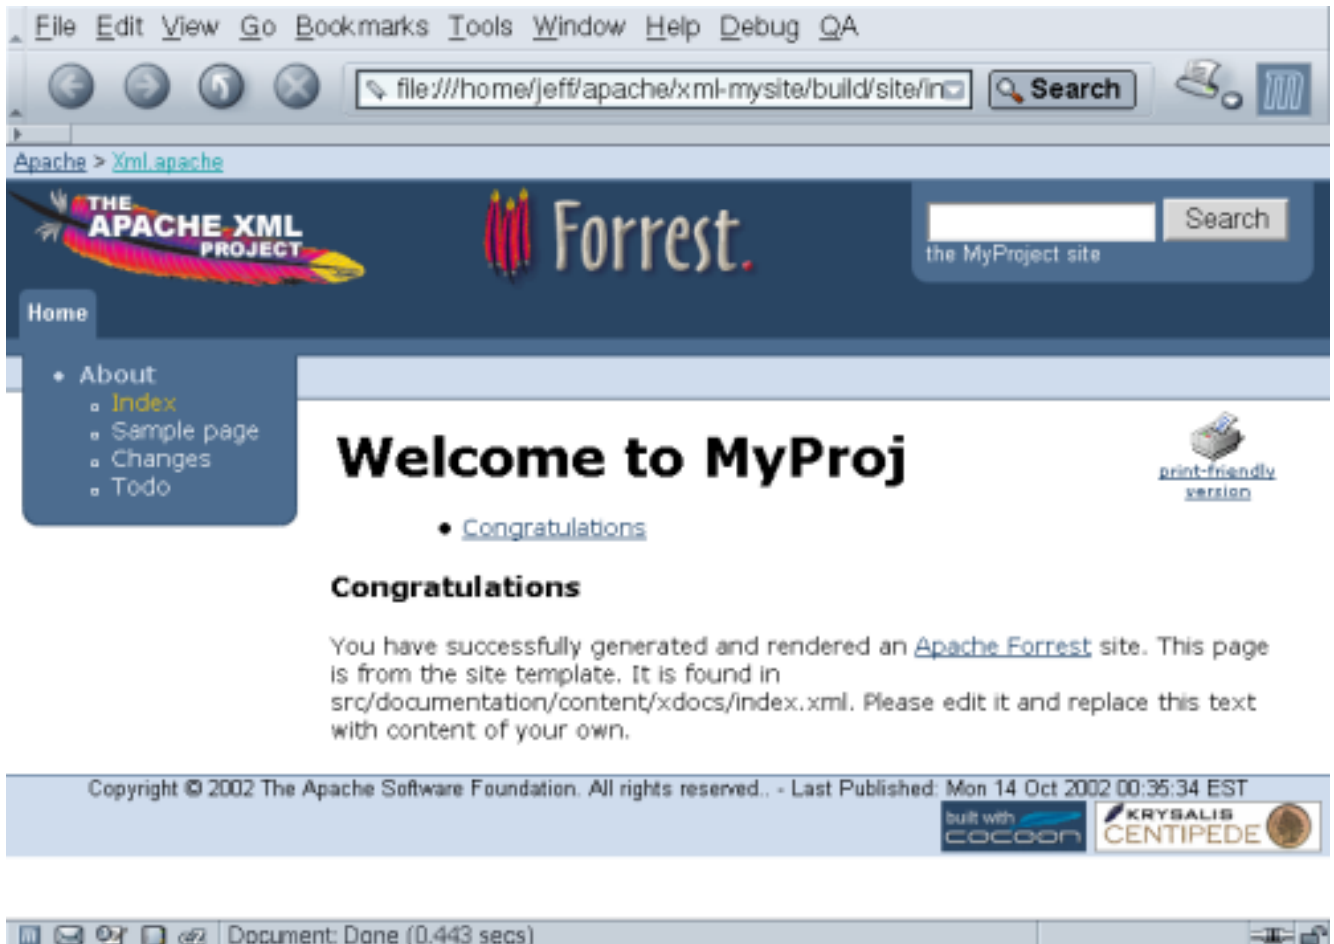 File Edit View Go Bookmarks Tools Window Help Debug QA
file:///home/jeff/apache/xml-mysite/build/site/in
Search
Apache > Xml.apache
THE
APACHE XML
PROJECT
Forrest.
Search
the MyProject site
Home
About
Index
Sample page
Changes
Todo
Welcome to MyProj
print-friendly
version
Congratulations
Congratulations
You have successfully generated and rendered an Apache Forrest site. This page
is from the site template. It is found in
src/documentation/content/xdocs/index.xml. Please edit it and replace this text
with content of your own.
Copyright © 2002 The Apache Software Foundation. All rights reserved.. - Last Published: Mon 14 Oct 2002 00:35:34 EST
built with
cocoon
KRYSALIS
CENTIPEDE
Document: Done (0.443 secs)